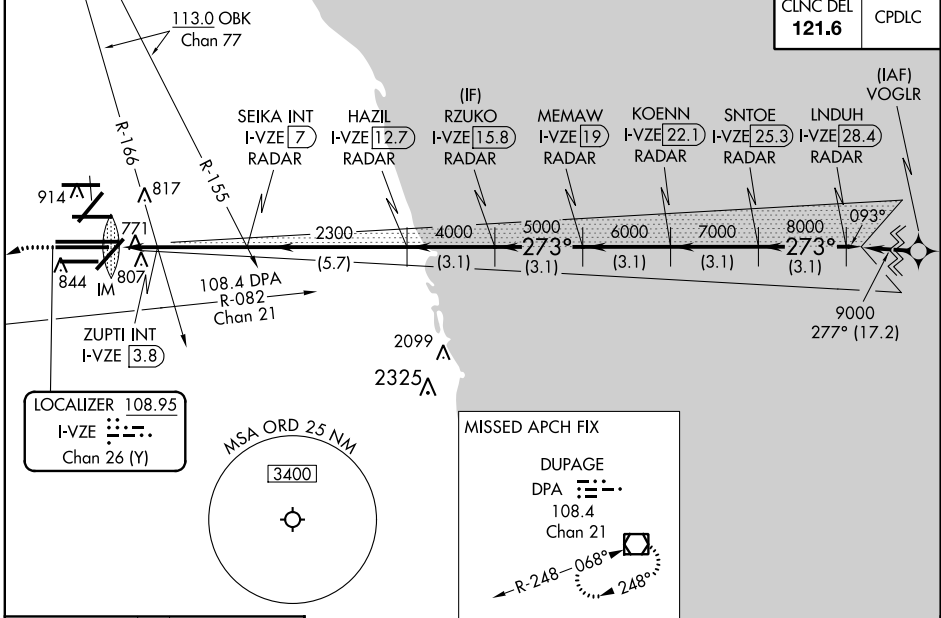 113.0 OBK
Chan 77
CLNC DEL
121.6
CPDLC
(IAF)
VOGLR
SEIKA INT
I-VZE 7
RADAR
HAZIL
I-VZE 12.7
RADAR
(IF)
RZUKO
I-VZE 15.8
RADAR
MEMAW
I-VZE 19
RADAR
KOENN
I-VZE 22.1
RADAR
SNTOE
I-VZE 25.3
RADAR
LNDUH
I-VZE 28.4
RADAR
R-166
R-155
914
817
771
844
807
IM
2300
4000
5000
6000
7000
8000
093°
273°
273°
(5.7)
(3.1)
(3.1)
(3.1)
(3.1)
(3.1)
9000
277° (17.2)
108.4 DPA
R-082
Chan 21
ZUPTI INT
I-VZE 3.8
2099
2325
LOCALIZER 108.95
I-VZE
Chan 26 (Y)
MSA ORD 25 NM
3400
MISSED APCH FIX
DUPAGE
DPA
108.4
Chan 21
R-248
068°
248°